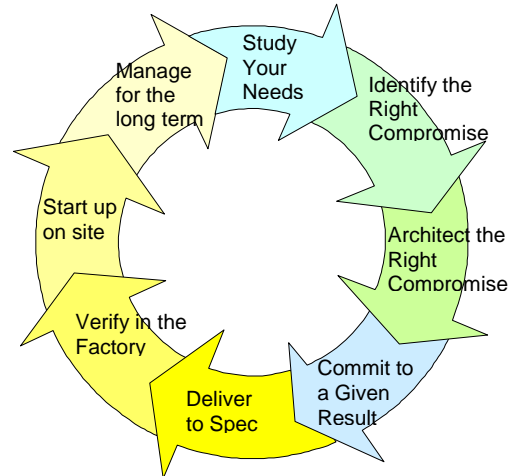 Study
Your
Needs
Identify the
Right
Compromise
Architect the
Right
Compromise
Commit to
a Given
Result
Deliver
to Spec
Verify in the
Factory
Start up
on site
Manage
for the
long term